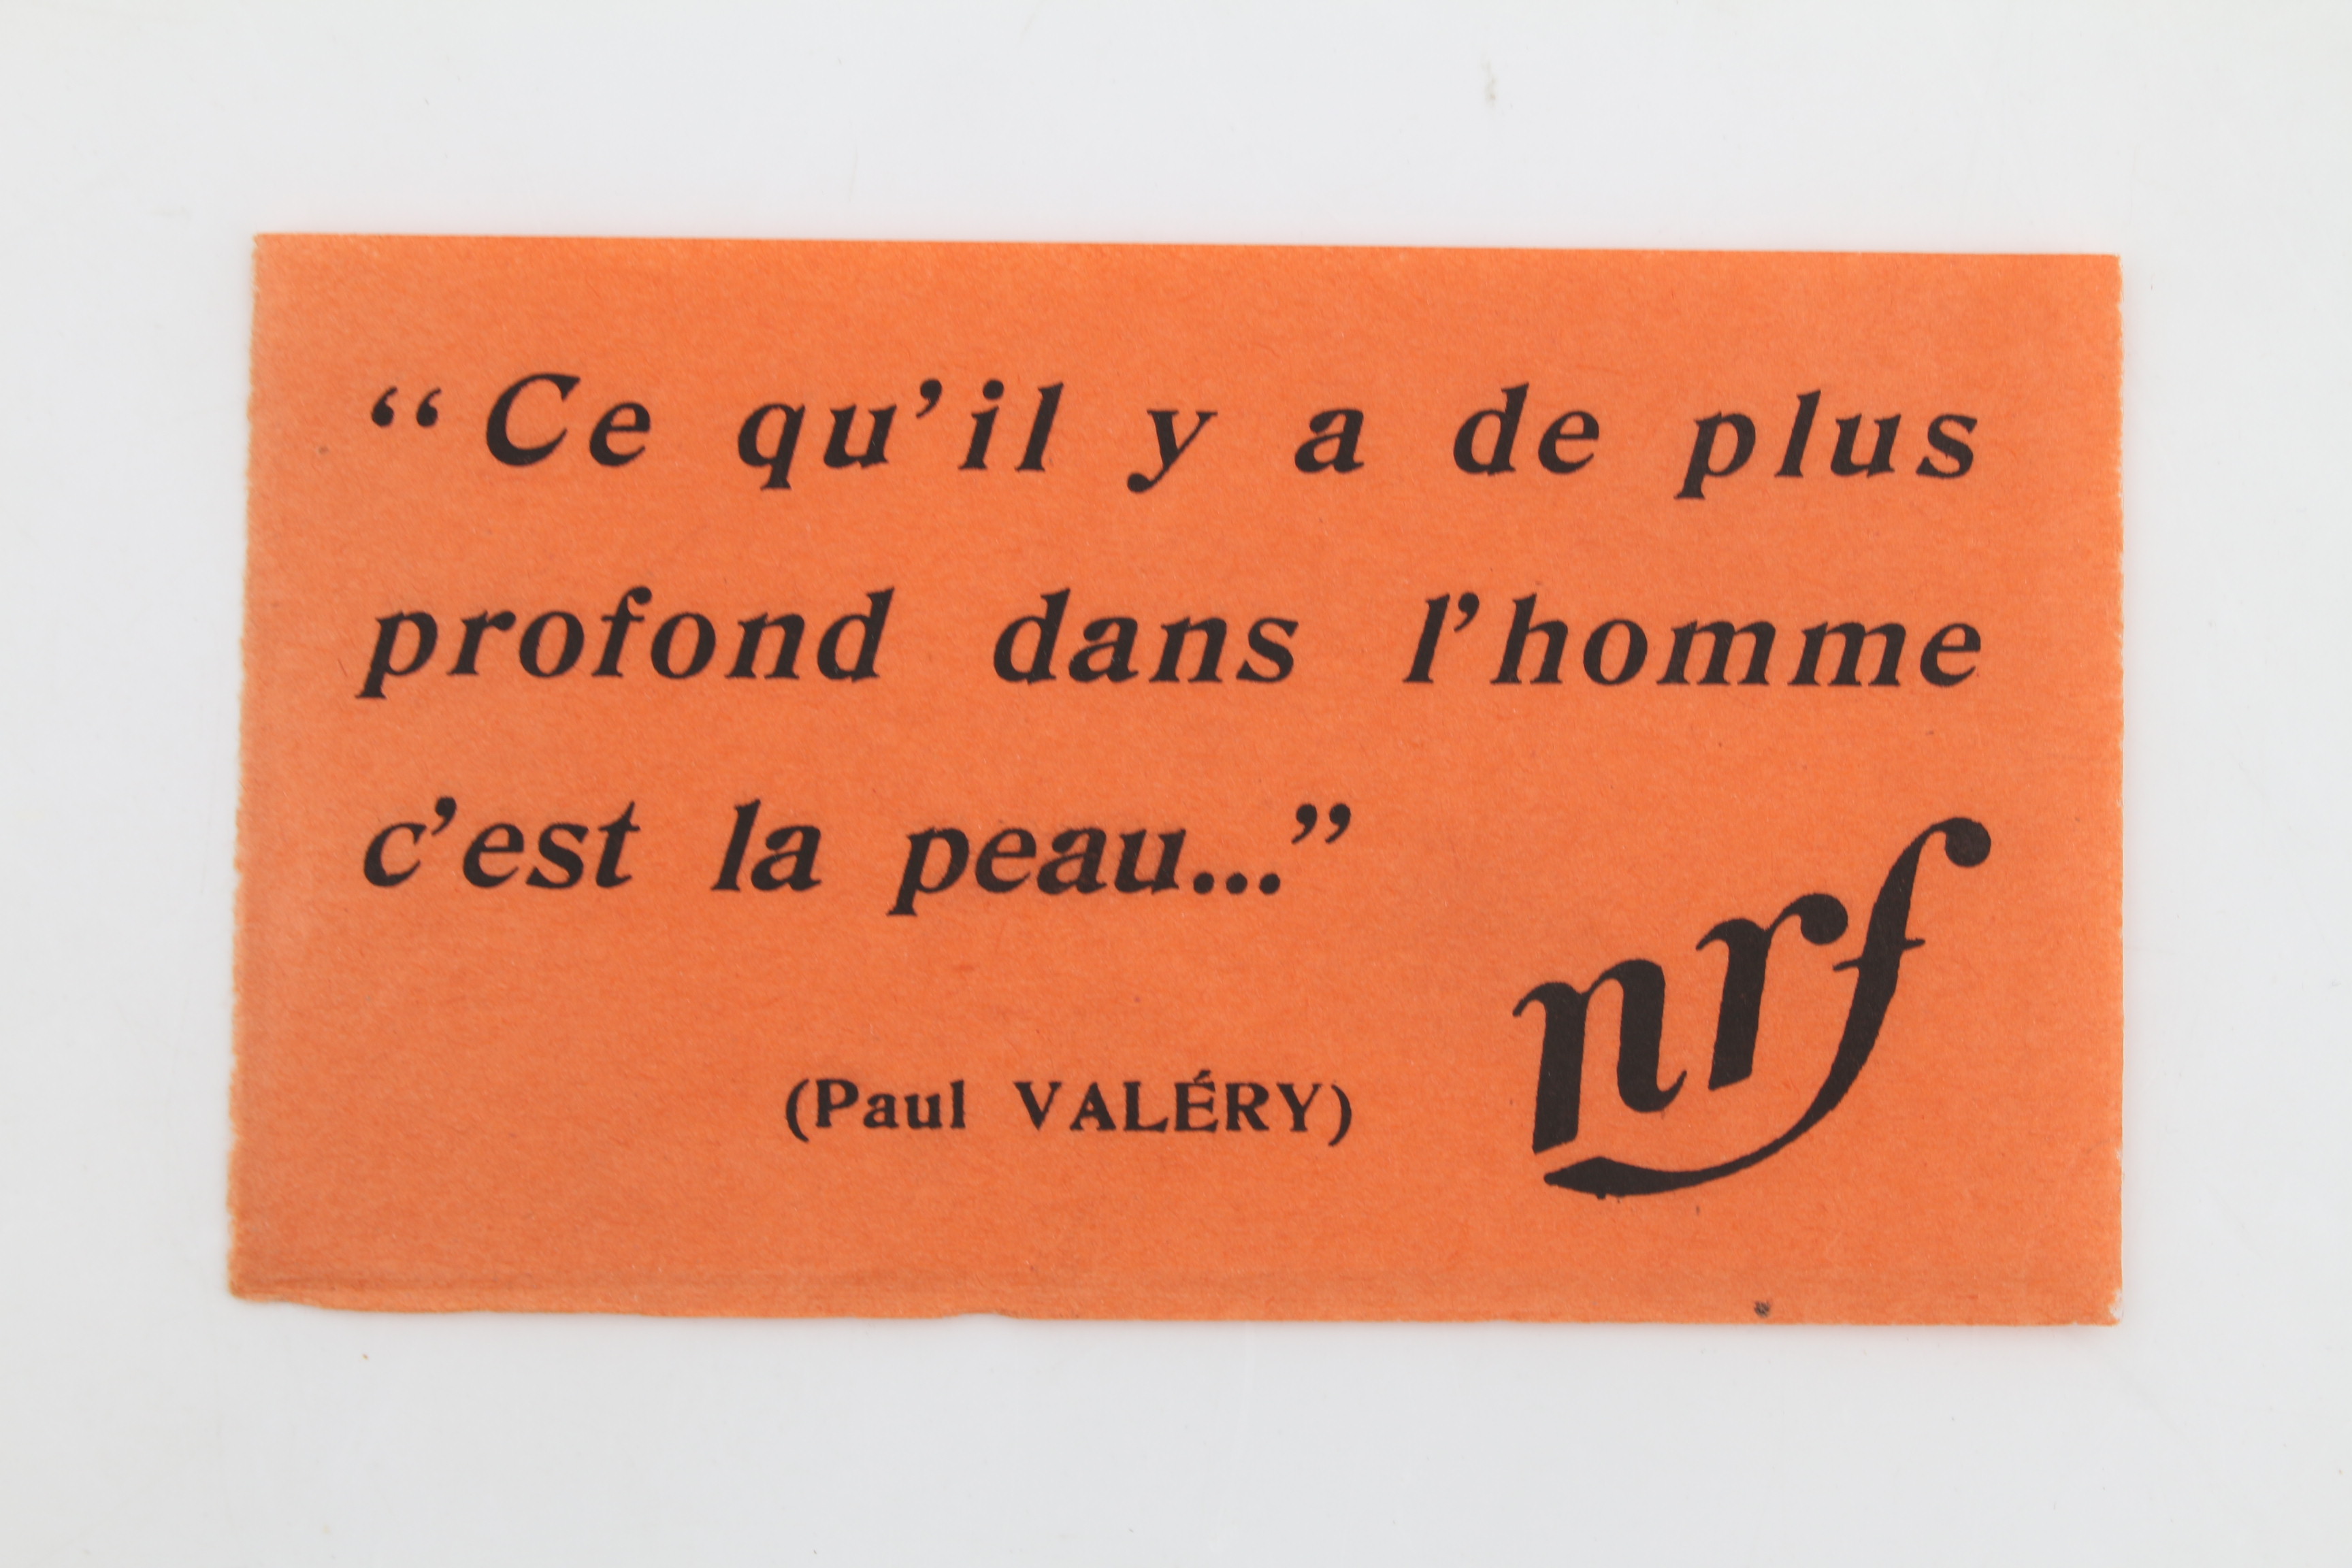 “Ce qu’il y a de plus
profond dans l’homme
c’est la peau...”
(Paul VALÉRY)
nrf